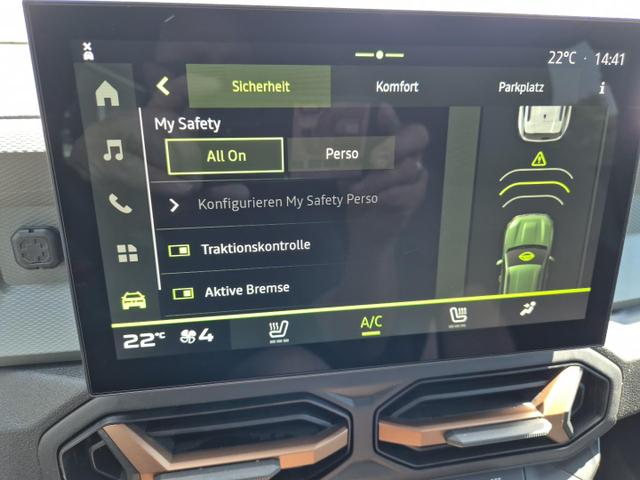 22°C · 14:41
Sicherheit Komfort Parkplatz i
My Safety
All On Perso
Konfigurieren My Safety Perso
Traktionskontrolle
Aktive Bremse
22°C 4 A/C